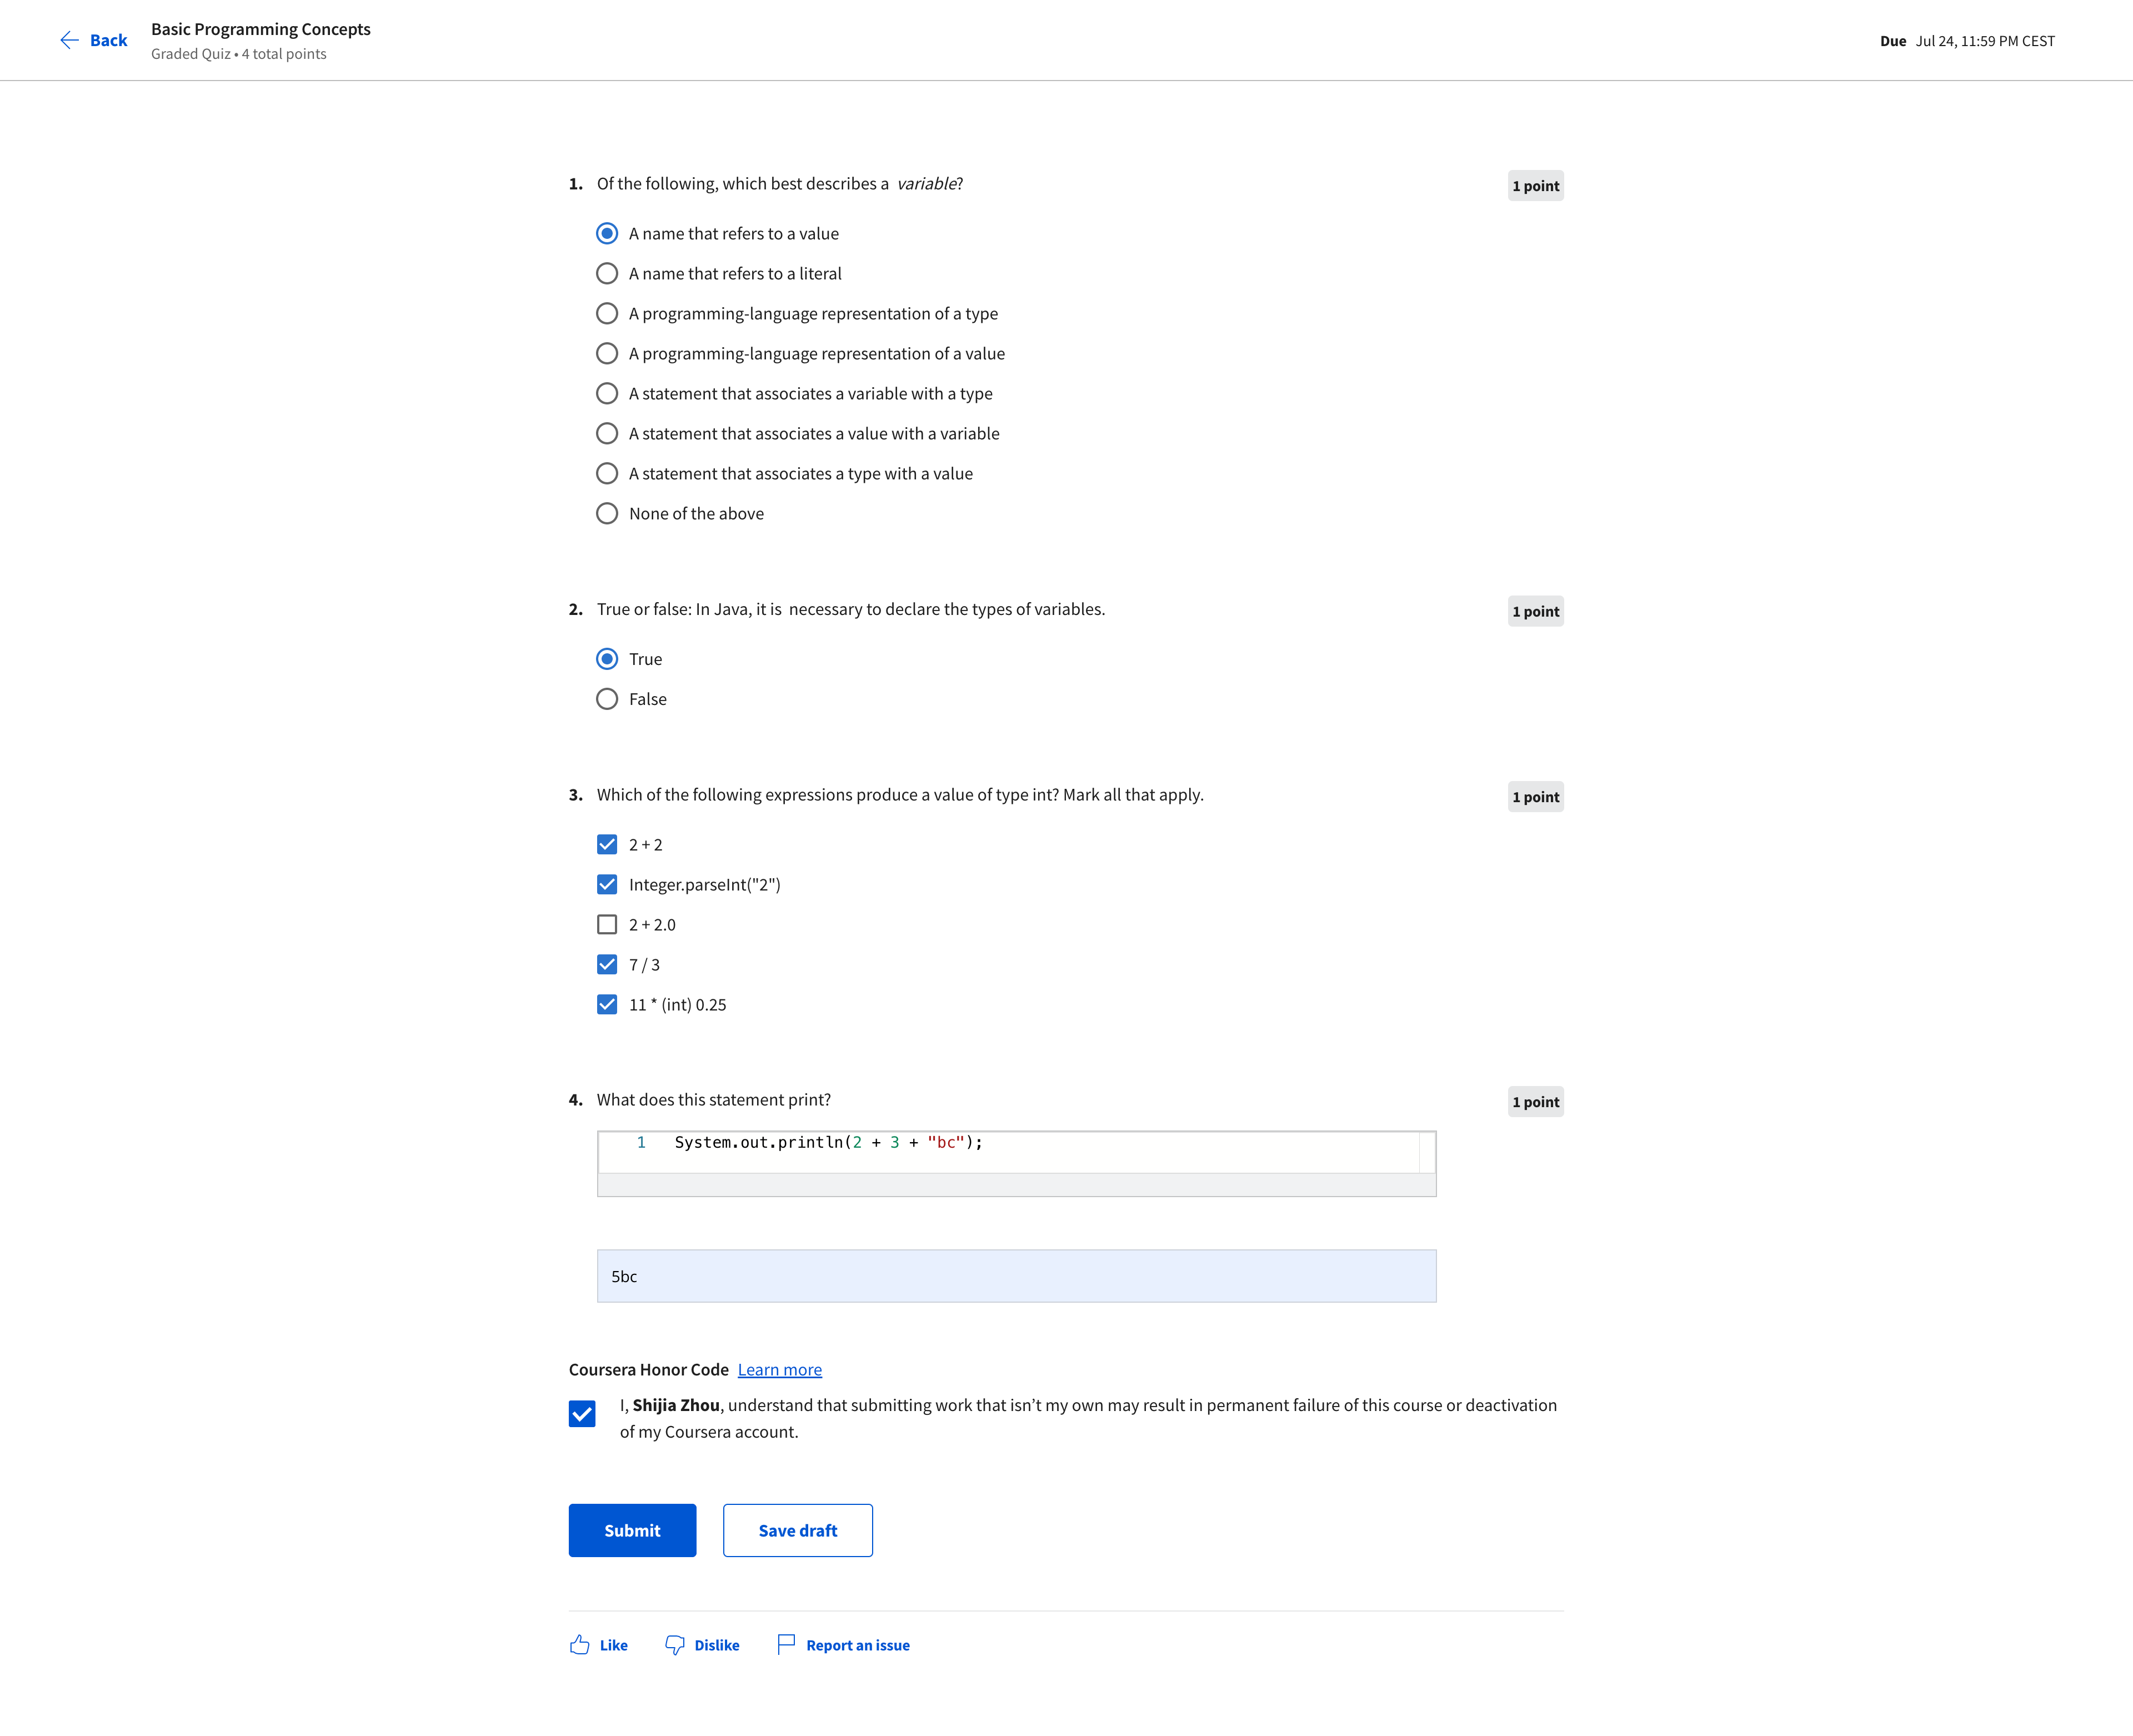 Back
Basic Programming Concepts
Graded Quiz • 4 total points
Due Jul 24, 11:59 PM CEST
1. Of the following, which best describes a variable?
1 point
A name that refers to a value
A name that refers to a literal
A programming-language representation of a type
A programming-language representation of a value
A statement that associates a variable with a type
A statement that associates a value with a variable
A statement that associates a type with a value
None of the above
2. True or false: In Java, it is necessary to declare the types of variables.
1 point
True
False
3. Which of the following expressions produce a value of type int? Mark all that apply.
1 point
2 + 2
Integer.parseInt("2")
2 + 2.0
7 / 3
11 * (int) 0.25
4. What does this statement print?
1 point
1 System.out.println(2 + 3 + "bc");
5bc
Coursera Honor Code Learn more
I, Shijia Zhou, understand that submitting work that isn’t my own may result in permanent failure of this course or deactivation
of my Coursera account.
Submit Save draft
Like Dislike Report an issue